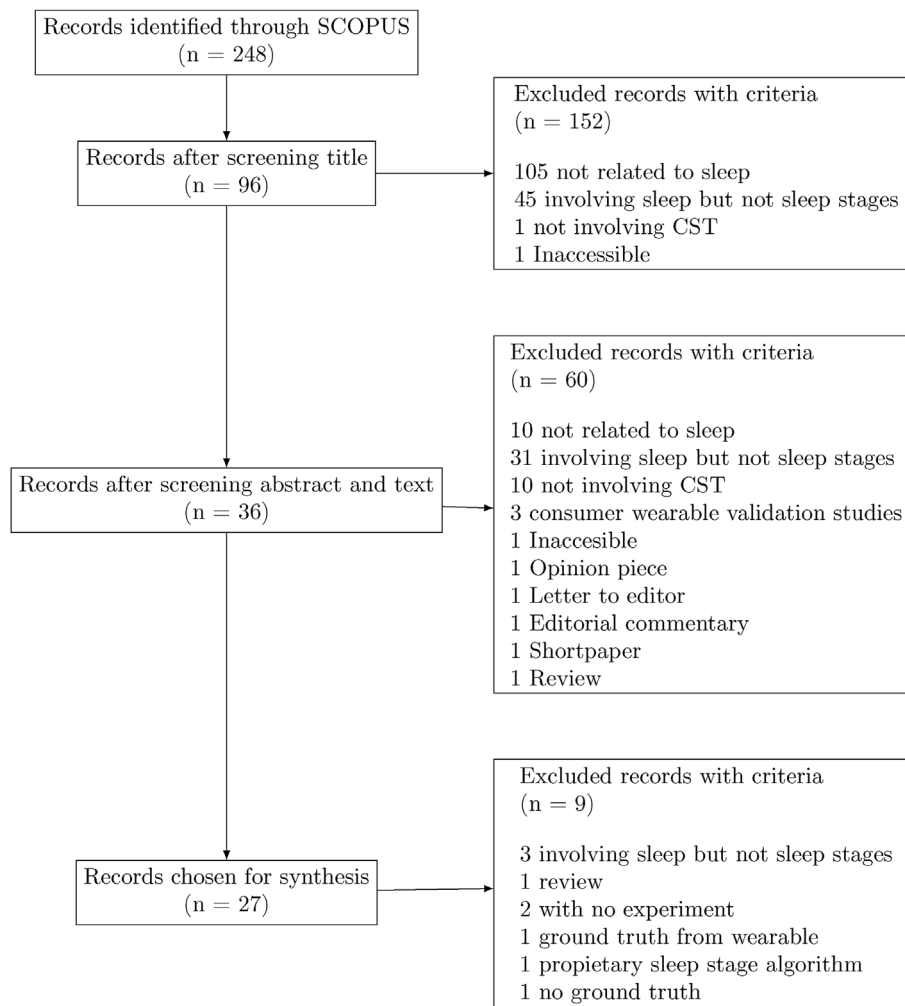 Records identified through SCOPUS
(n = 248)
Excluded records with criteria
(n = 152)
105 not related to sleep
45 involving sleep but not sleep stages
1 not involving CST
1 Inaccessible
Records after screening title
(n = 96)
Excluded records with criteria
(n = 60)
10 not related to sleep
31 involving sleep but not sleep stages
10 not involving CST
3 consumer wearable validation studies
1 Inaccesible
1 Opinion piece
1 Letter to editor
1 Editorial commentary
1 Shortpaper
1 Review
Records after screening abstract and text
(n = 36)
Excluded records with criteria
(n = 9)
3 involving sleep but not sleep stages
1 review
2 with no experiment
1 ground truth from wearable
1 propietary sleep stage algorithm
1 no ground truth
Records chosen for synthesis
(n = 27)